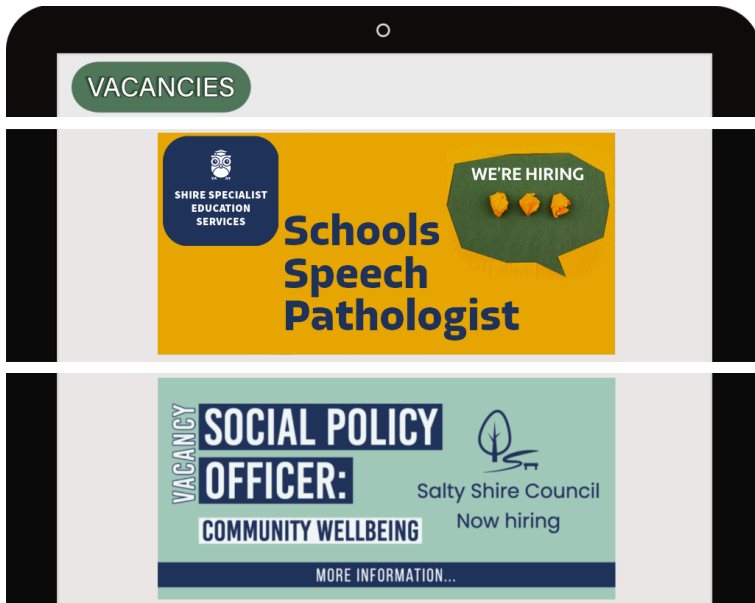 VACANCIES
SHIRE SPECIALIST
EDUCATION
SERVICES
WE'RE HIRING
Schools
Speech
Pathologist
VACANCY
SOCIAL POLICY
OFFICER:
COMMUNITY WELLBEING
Salty Shire Council
Now hiring
MORE INFORMATION...